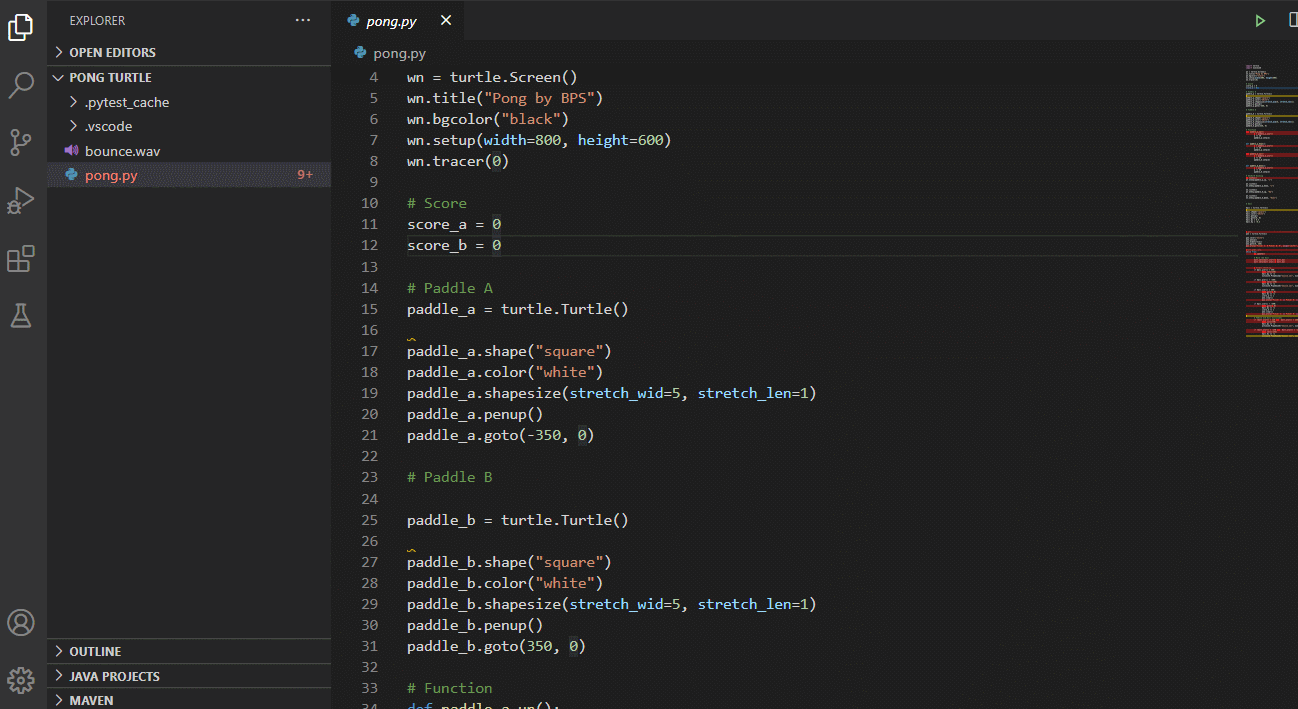 EXPLORER
OPEN EDITORS
PONG TURTLE
.pytest_cache
.vscode
bounce.wav
pong.py 9+
OUTLINE
JAVA PROJECTS
MAVEN
pong.py
pong.py
4 wn = turtle.Screen()
5 wn.title("Pong by BPS")
6 wn.bgcolor("black")
7 wn.setup(width=800, height=600)
8 wn.tracer(0)
9
10 # Score
11 score_a = 0
12 score_b = 0
13
14 # Paddle A
15 paddle_a = turtle.Turtle()
16
17 paddle_a.shape("square")
18 paddle_a.color("white")
19 paddle_a.shapesize(stretch_wid=5, stretch_len=1)
20 paddle_a.penup()
21 paddle_a.goto(-350, 0)
22
23 # Paddle B
24
25 paddle_b = turtle.Turtle()
26
27 paddle_b.shape("square")
28 paddle_b.color("white")
29 paddle_b.shapesize(stretch_wid=5, stretch_len=1)
30 paddle_b.penup()
31 paddle_b.goto(350, 0)
32
33 # Function
34 def paddle_a_up():